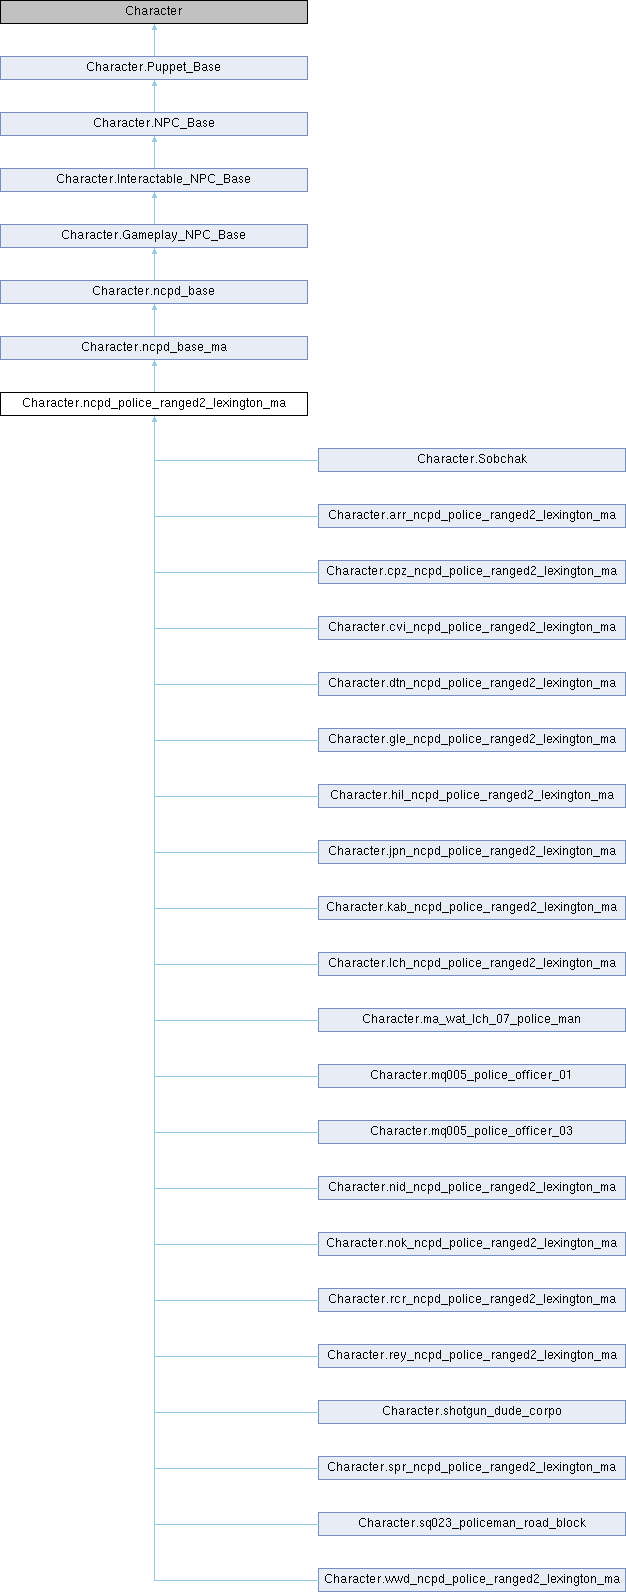 Character
Character.Puppet_Base
Character.NPC_Base
Character.Interactable_NPC_Base
Character.Gameplay_NPC_Base
Character.ncpd_base
Character.ncpd_base_ma
Character.ncpd_police_ranged2_lexington_ma
Character.Sobchak
Character.arr_ncpd_police_ranged2_lexington_ma
Character.cpz_ncpd_police_ranged2_lexington_ma
Character.cvi_ncpd_police_ranged2_lexington_ma
Character.dtn_ncpd_police_ranged2_lexington_ma
Character.gle_ncpd_police_ranged2_lexington_ma
Character.hil_ncpd_police_ranged2_lexington_ma
Character.jpn_ncpd_police_ranged2_lexington_ma
Character.kab_ncpd_police_ranged2_lexington_ma
Character.lch_ncpd_police_ranged2_lexington_ma
Character.ma_wat_lch_07_police_man
Character.mq005_police_officer_01
Character.mq005_police_officer_03
Character.nid_ncpd_police_ranged2_lexington_ma
Character.nok_ncpd_police_ranged2_lexington_ma
Character.rcr_ncpd_police_ranged2_lexington_ma
Character.rey_ncpd_police_ranged2_lexington_ma
Character.shotgun_dude_corpo
Character.spr_ncpd_police_ranged2_lexington_ma
Character.sq023_policeman_road_block
Character.wwd_ncpd_police_ranged2_lexington_ma